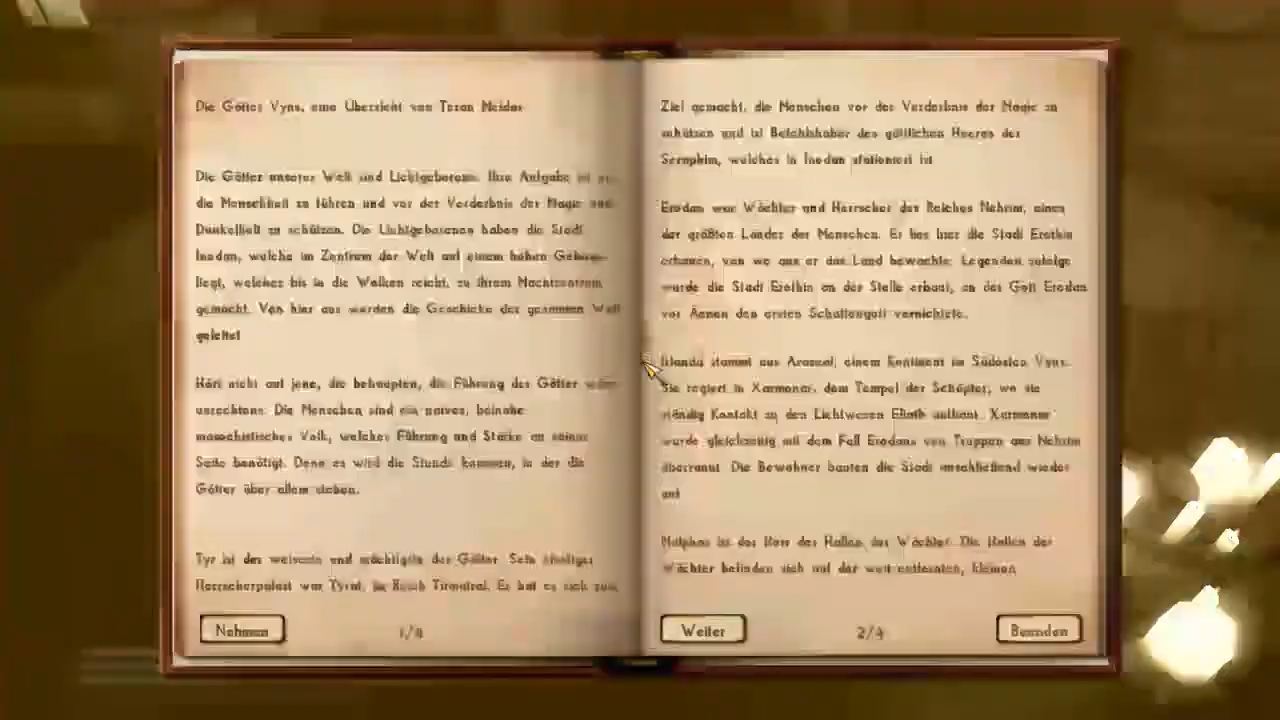 Die Götter Vyns, eine Übersicht von Toran Neides
Die Götter unserer Welt sind Lichtgeborene. Ihre Aufgabe ist es,
die Menschheit zu führen und vor der Verderbnis der Magie und
Dunkelheit zu schützen. Die Lichtgeborenen haben die Stadt
Inodan, welche im Zentrum der Welt auf einem hohen Gebirge
liegt, welches bis in die Wolken reicht, zu ihrem Machtzentrum
gemacht. Von hier aus werden die Geschicke der gesamten Welt
geleitet
Hört nicht auf jene, die behaupten, die Führung der Götter wäre
unrechtens. Die Menschen sind ein naives, beinahe
masochistisches Volk, welches Führung und Stärke an seiner
Seite benötigt. Denn es wird die Stunde kommen, in der die
Götter über allem stehen.
Tyr ist der weiseste und mächtigste der Götter. Sein einstiger
Herrscherpalast war Tyrat, im Reich Tirmatral. Er hat es sich zum
Nehmen
1/4
Ziel gemacht, die Menschen vor der Verderbnis der Magie zu
schützen und ist Befehlshaber des göttlichen Heeres der
Seraphim, welches in Inodan stationiert ist
Erodan war Wächter und Herrscher des Reiches Nehrim, eines
der größten Länder der Menschen. Er hat hier die Stadt Erothin
erbauen, von wo aus er das Land bewachte. Legenden zufolge
wurde die Stadt Erothin an der Stelle erbaut, an der Gott Erodan
vor Äonen den ersten Schattengott vernichtete.
Irlanda stammt aus Arazeal, einem Kontinent im Südosten Vyns.
Sie regiert in Xarmonar, dem Tempel der Schöpfer, wo sie
ständig Kontakt zu den Lichtwesen Elioth aufbaut. Xarmonar
wurde gleichzeitig mit dem Fall Erodans von Truppen aus Nehrim
überrannt. Die Bewohner bauten die Stadt anschließend wieder
auf
Malphas ist der Herr der Hallen der Wächter. Die Hallen der
Wächter befinden sich auf der weit entfernten, kleinen
Weiter
2/4
Beenden